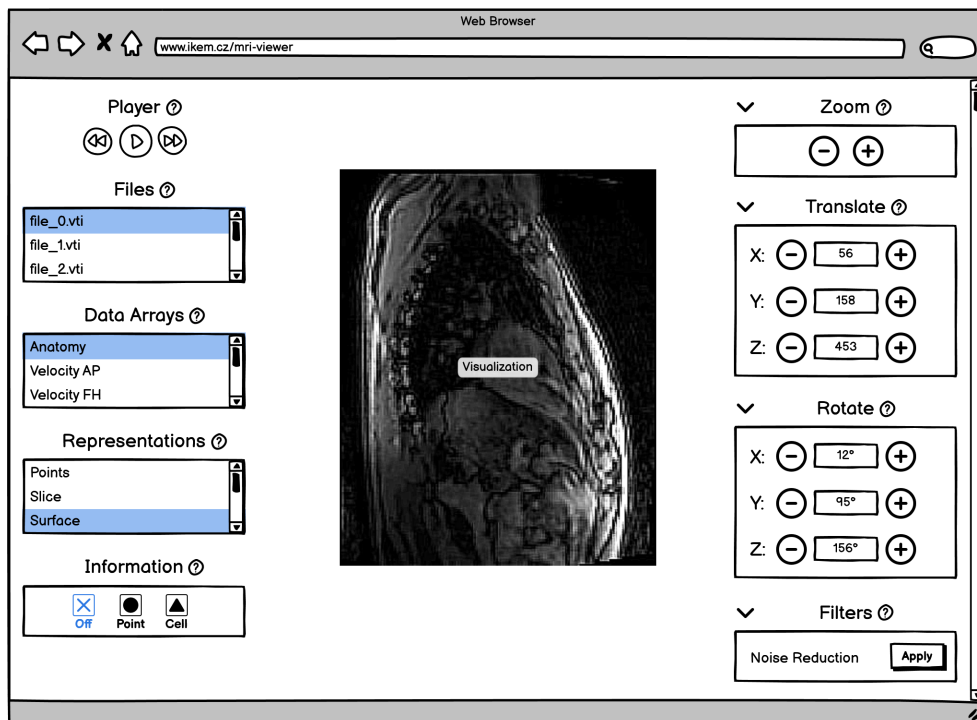 Web Browser
www.ikem.cz/mri-viewer
Player ?
Files ?
file_0.vti
file_1.vti
file_2.vti
Data Arrays ?
Anatomy
Velocity AP
Velocity FH
Representations ?
Points
Slice
Surface
Information ?
Off Point Cell
Visualization
Zoom ?
Translate ?
X: 56
Y: 158
Z: 453
Rotate ?
X: 12°
Y: 95°
Z: 156°
Filters ?
Noise Reduction Apply